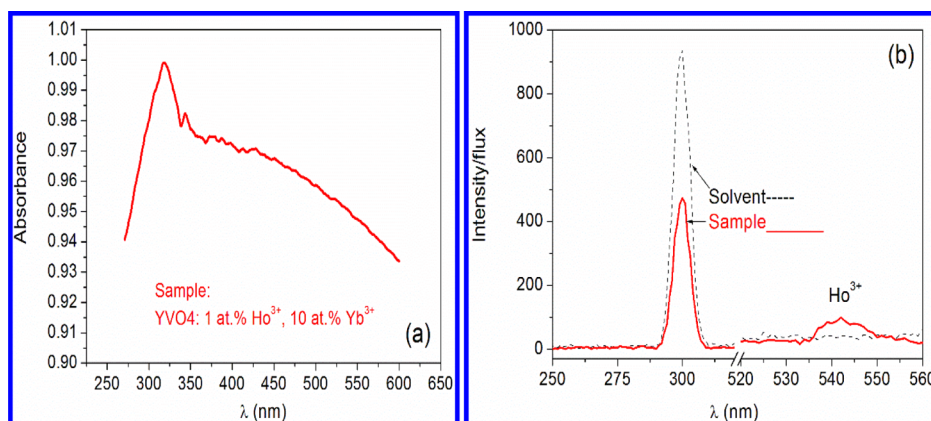 1.01
1.00
0.99
0.98
0.97
0.96
0.95
0.94
0.93
0.92
0.91
0.90
Absorbance
Sample:
YVO4: 1 at.% Ho³⁺, 10 at.% Yb³⁺
(a)
250 300 350 400 450 500 550 600 650
λ (nm)
(b)
1000
800
600
400
200
0
Intensity/flux
Solvent-----
Sample
Ho³⁺
250 275 300 520 540 560
λ (nm)